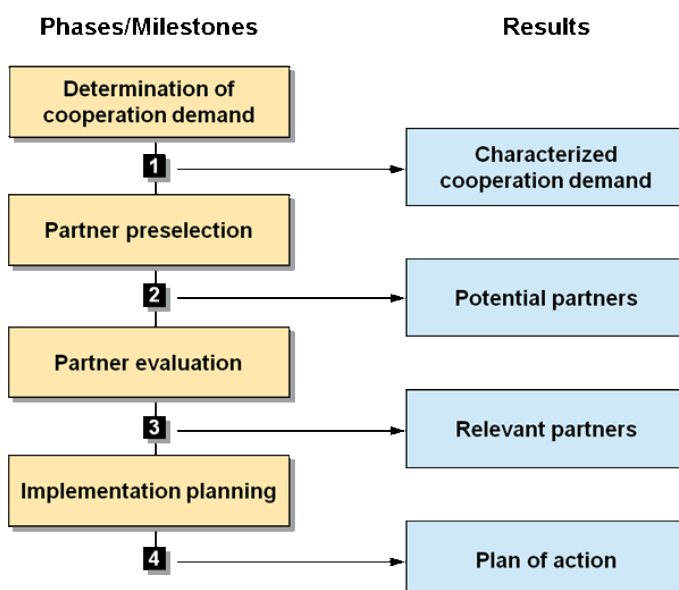 Phases/Milestones
Results
Determination of
cooperation demand
1
Characterized
cooperation demand
Partner preselection
2
Potential partners
Partner evaluation
3
Relevant partners
Implementation planning
4
Plan of action